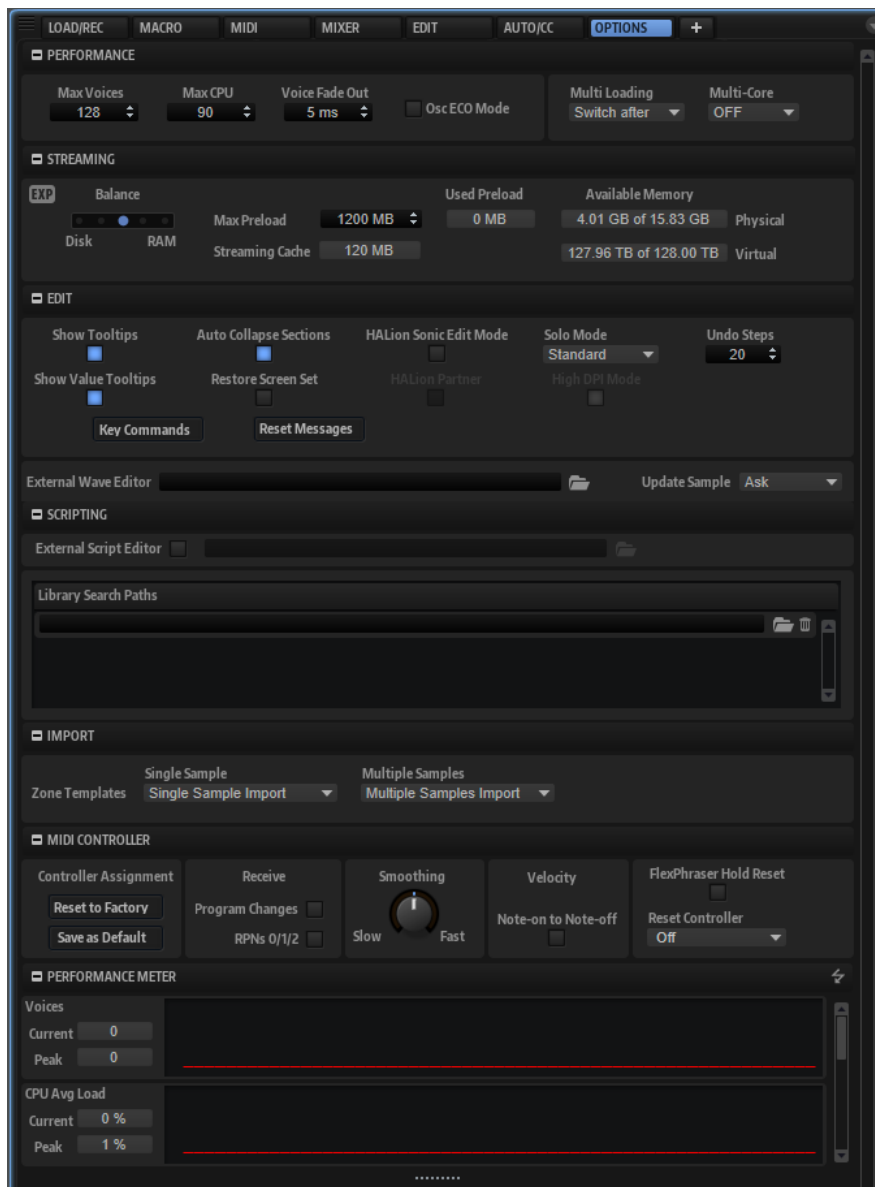 LOAD/REC MACRO MIDI MIXER EDIT AUTO/CC OPTIONS +
PERFORMANCE
Max Voices Max CPU Voice Fade Out Multi Loading Multi-Core
128 90 5 ms Osc ECO Mode Switch after OFF
STREAMING
EXP Balance Used Preload Available Memory
Max Preload 1200 MB 0 MB 4.01 GB of 15.83 GB Physical
Disk RAM
Streaming Cache 120 MB 127.96 TB of 128.00 TB Virtual
EDIT
Show Tooltips Auto Collapse Sections HALion Sonic Edit Mode Solo Mode Undo Steps
Standard 20
Show Value Tooltips Restore Screen Set HALion Partner High DPI Mode
Key Commands Reset Messages
External Wave Editor Update Sample Ask
SCRIPTING
External Script Editor
Library Search Paths
IMPORT
Single Sample Multiple Samples
Zone Templates Single Sample Import Multiple Samples Import
MIDI CONTROLLER
Controller Assignment Receive Smoothing Velocity FlexPhraser Hold Reset
Reset to Factory Program Changes Note-on to Note-off Reset Controller
Save as Default RPNs 0/1/2 Slow Fast Off
PERFORMANCE METER
Voices
Current 0
Peak 0
CPU Avg Load
Current 0 %
Peak 1 %